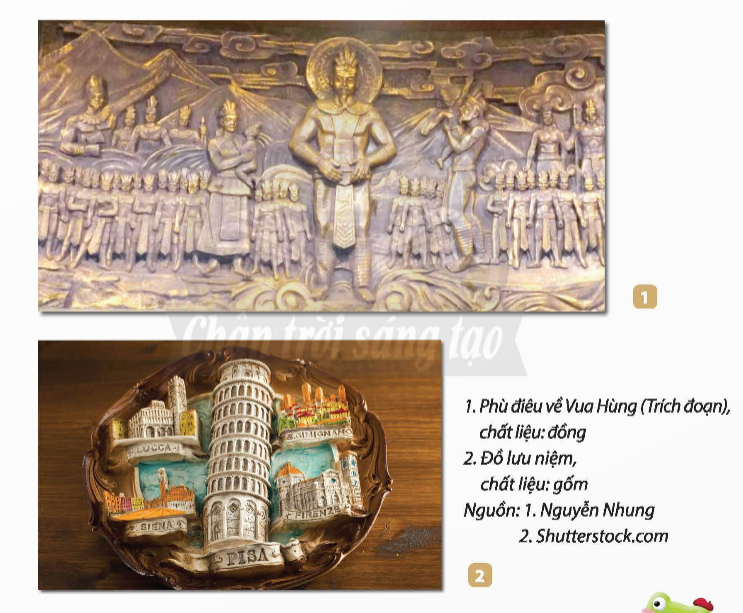 1
Chân trời sáng tạo
LUCCA
S.GIMIGNANO
SIENA
FIRENZE
PISA
1. Phù điêu về Vua Hùng (Trích đoạn),
chất liệu: đồng
2. Đồ lưu niệm,
chất liệu: gốm
Nguồn: 1. Nguyễn Nhung
2. Shutterstock.com
2